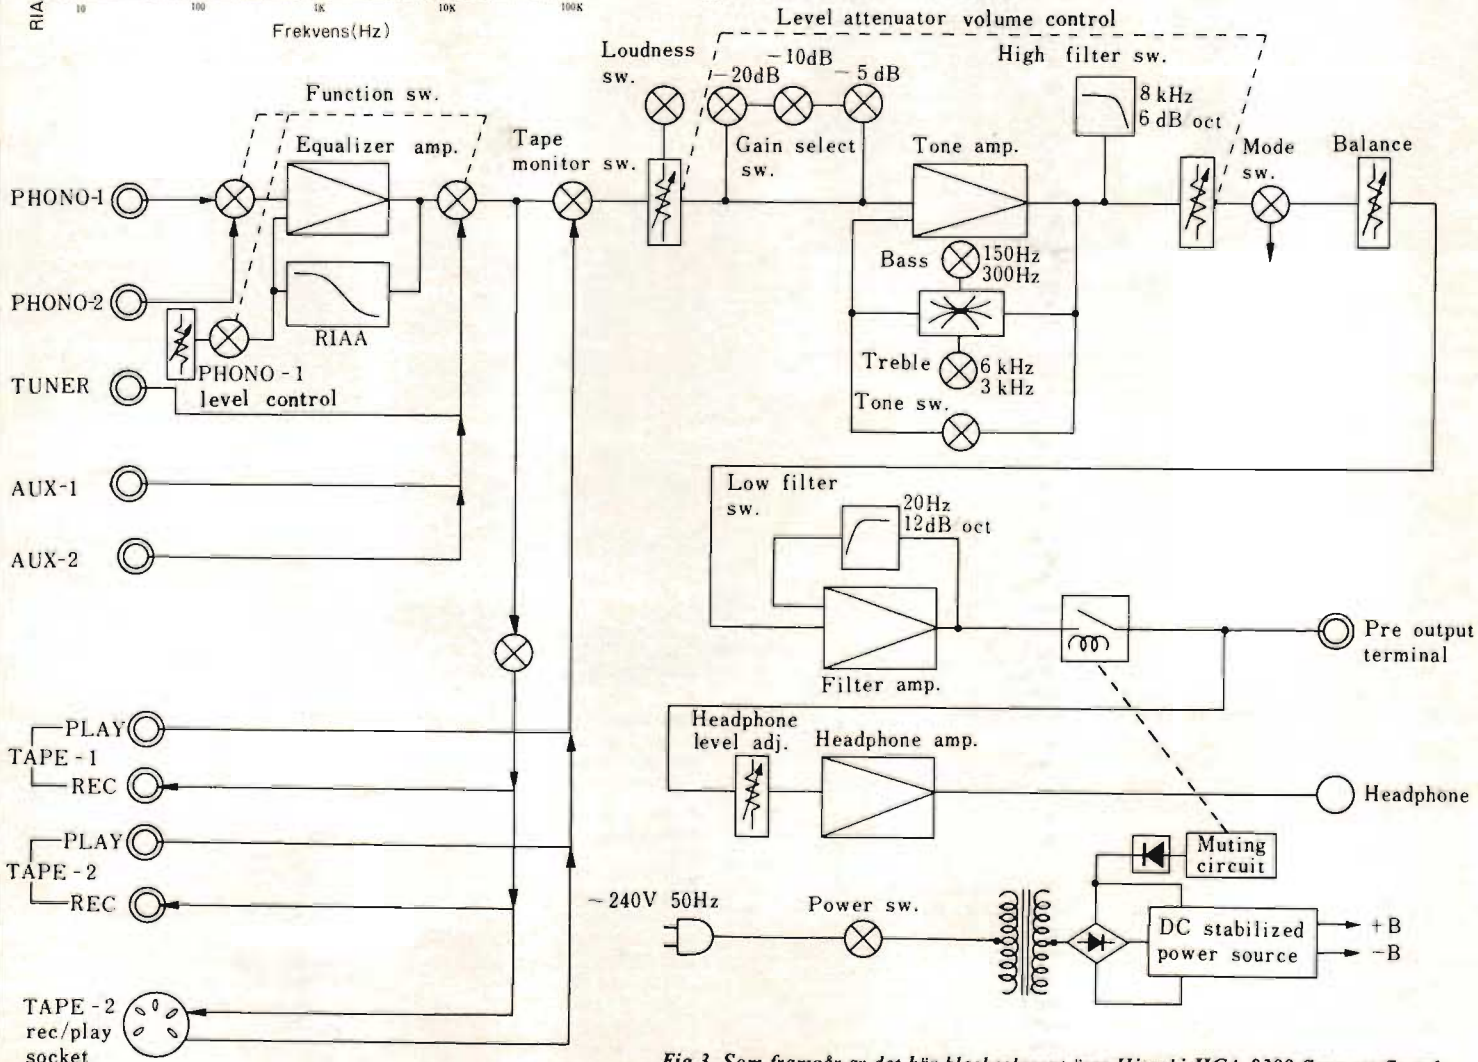 RIA
10 100 1K 10K 100K
Frekvens(Hz)
Level attenuator volume control
Loudness
sw.
-20dB
-10dB
-5 dB
High filter sw.
8 kHz
6 dB oct
Function sw.
Equalizer amp.
Tape
monitor sw.
Gain select
sw.
Tone amp.
Mode
sw.
Balance
PHONO-1
Bass
150Hz
300Hz
PHONO-2
RIAA
Treble
6 kHz
3 kHz
TUNER
PHONO-1
level control
Tone sw.
AUX-1
Low filter
sw.
20Hz
12dB oct
AUX-2
Pre output
terminal
Filter amp.
PLAY
TAPE-1
REC
Headphone
level adj.
Headphone amp.
Headphone
PLAY
TAPE-2
REC
Muting
circuit
~240V 50Hz
Power sw.
DC stabilized
power source
+B
-B
TAPE-2
rec/play
socket